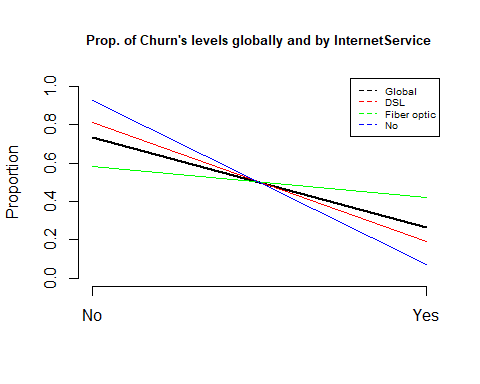 Prop. of Churn's levels globally and by InternetService
Global
DSL
Fiber optic
No
Proportion
1.0
0.8
0.6
0.4
0.2
0.0
No
Yes